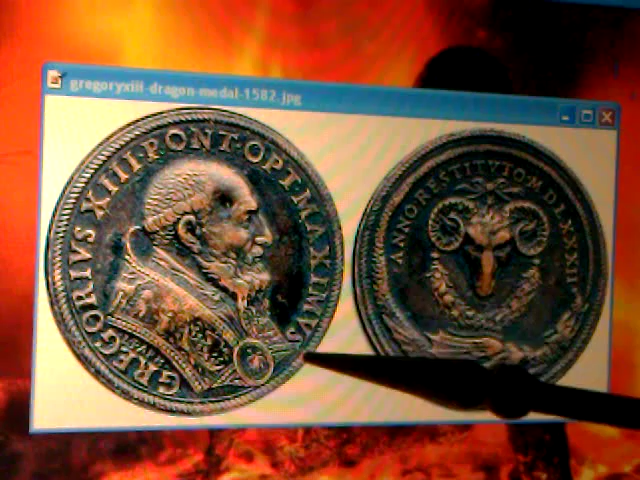 gregoryxiii-dragon-medal-1582.jpg
GREGORIVS XIII PONT OPT MAXIMVS
ANNO RESTITVTO M D LXXXII